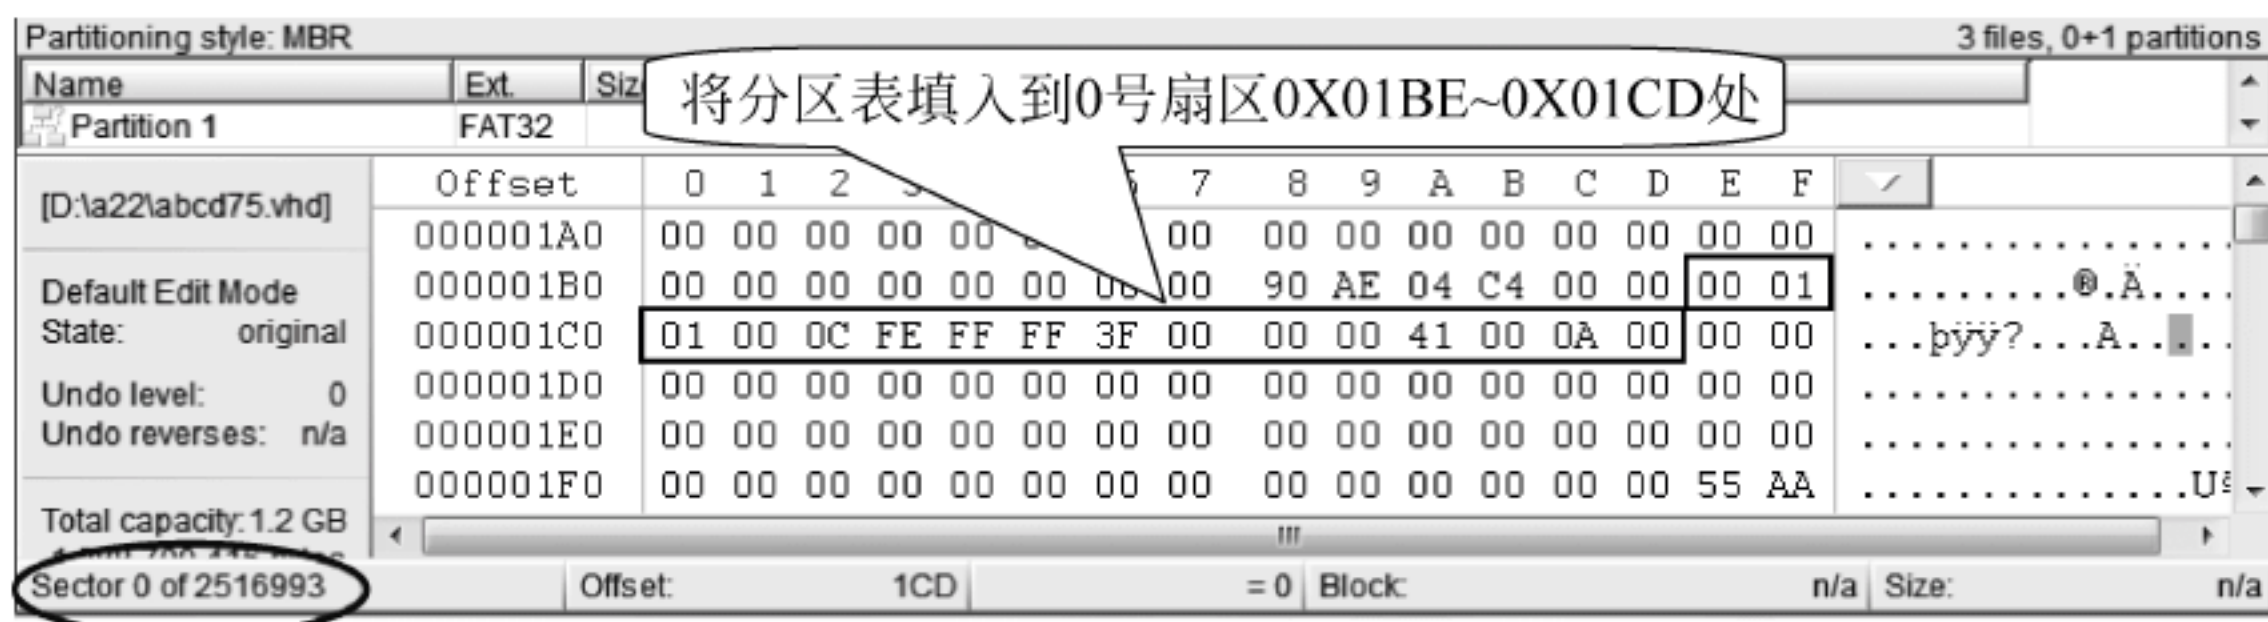 Partitioning style: MBR 3 files, 0+1 partitions
Name Ext. Siz
Partition 1 FAT32
将分区表填入到0号扇区0X01BE~0X01CD处
[D:\a22\abcd75.vhd]
Default Edit Mode
State: original
Undo level: 0
Undo reverses: n/a
Total capacity: 1.2 GB
Offset 0 1 2 7 8 9 A B C D E F
000001A0 00 00 00 00 00 00 00 00 00 00 00 00 00 00 ................
000001B0 00 00 00 00 00 00 00 00 90 AE 04 C4 00 00 00 01 .........®.Ä....
000001C0 01 00 0C FE FF FF 3F 00 00 00 41 00 0A 00 00 00 ...þÿÿ?...A.....
000001D0 00 00 00 00 00 00 00 00 00 00 00 00 00 00 00 00 ................
000001E0 00 00 00 00 00 00 00 00 00 00 00 00 00 00 00 00 ................
000001F0 00 00 00 00 00 00 00 00 00 00 00 00 00 00 55 AA ..............Uª
Sector 0 of 2516993 Offset: 1CD = 0 Block: n/a Size: n/a